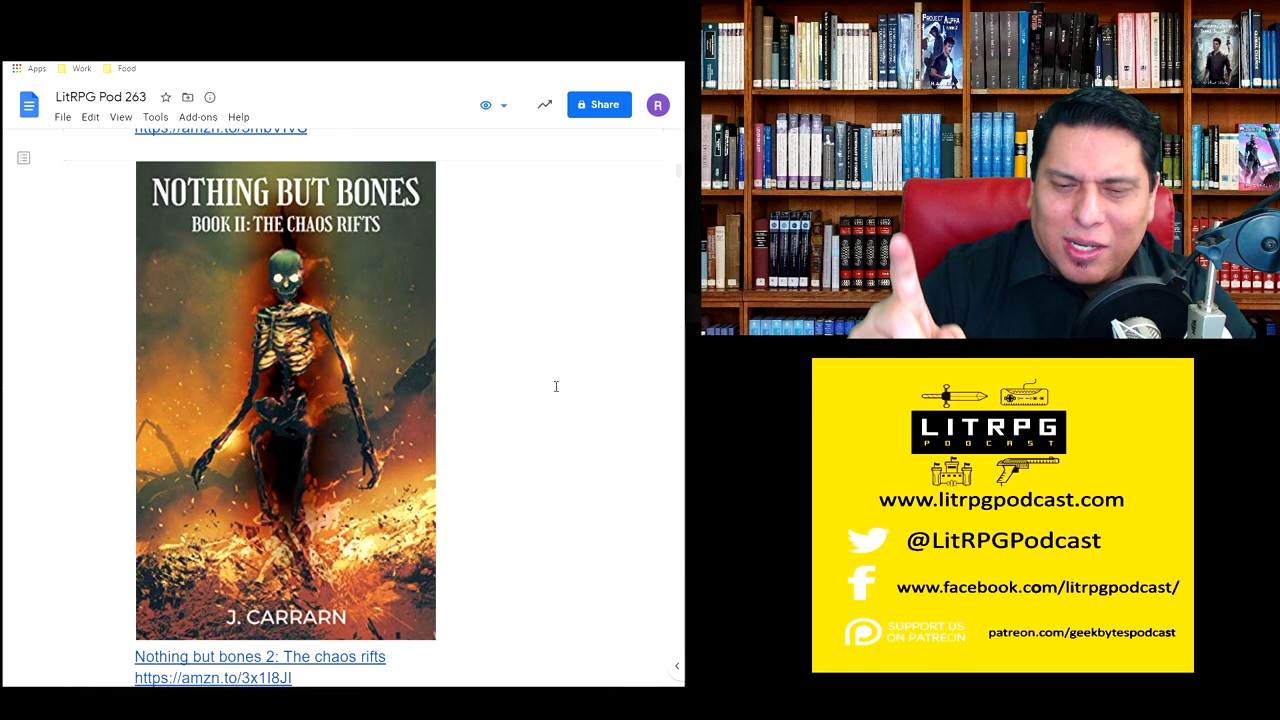 Apps Work Food
LitRPG Pod 263
File Edit View Tools Add-ons Help
Share
R
NOTHING BUT BONES
BOOK II: THE CHAOS RIFTS
J. CARRARN
Nothing but bones 2: The chaos rifts
https://amzn.to/3x1I8JI
PROJECT ALPHA
LITRPG
PODCAST
www.litrpgpodcast.com
@LitRPGPodcast
www.facebook.com/litrpgpodcast/
SUPPORT US
ON PATREON
patreon.com/geekbytespodcast